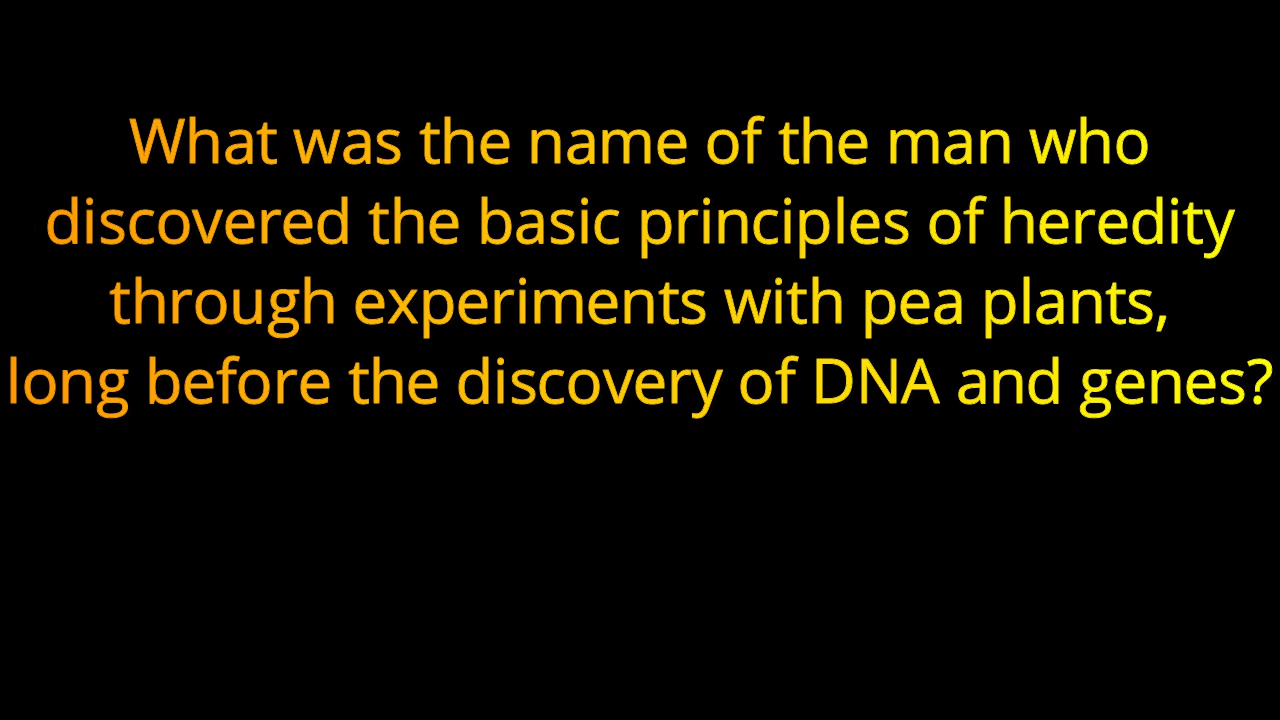 What was the name of the man who
discovered the basic principles of heredity
through experiments with pea plants,
long before the discovery of DNA and genes?